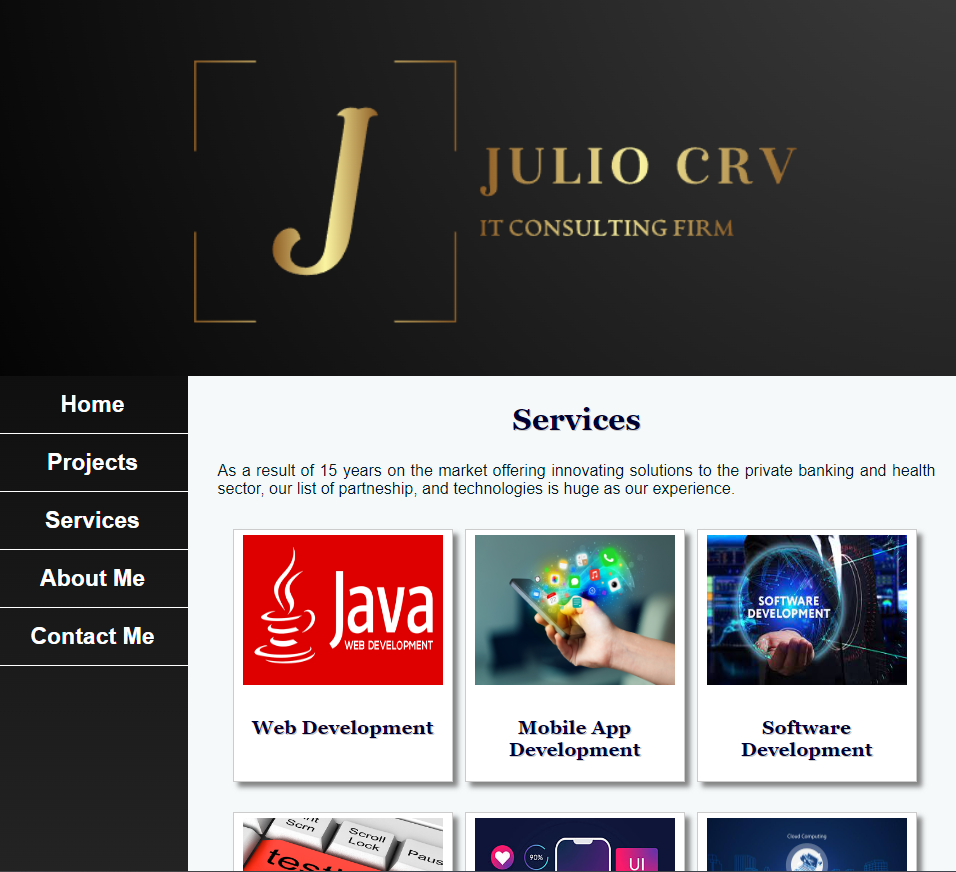 J
JULIO CRV
IT CONSULTING FIRM
Home
Projects
Services
About Me
Contact Me
Services
As a result of 15 years on the market offering innovating solutions to the private banking and health
sector, our list of partneship, and technologies is huge as our experience.
Java
WEB DEVELOPMENT
SOFTWARE
DEVELOPMENT
Web Development
Mobile App
Development
Software
Development
Scrn
Scroll
Lock
Paus
90%
UI
Cloud Computing